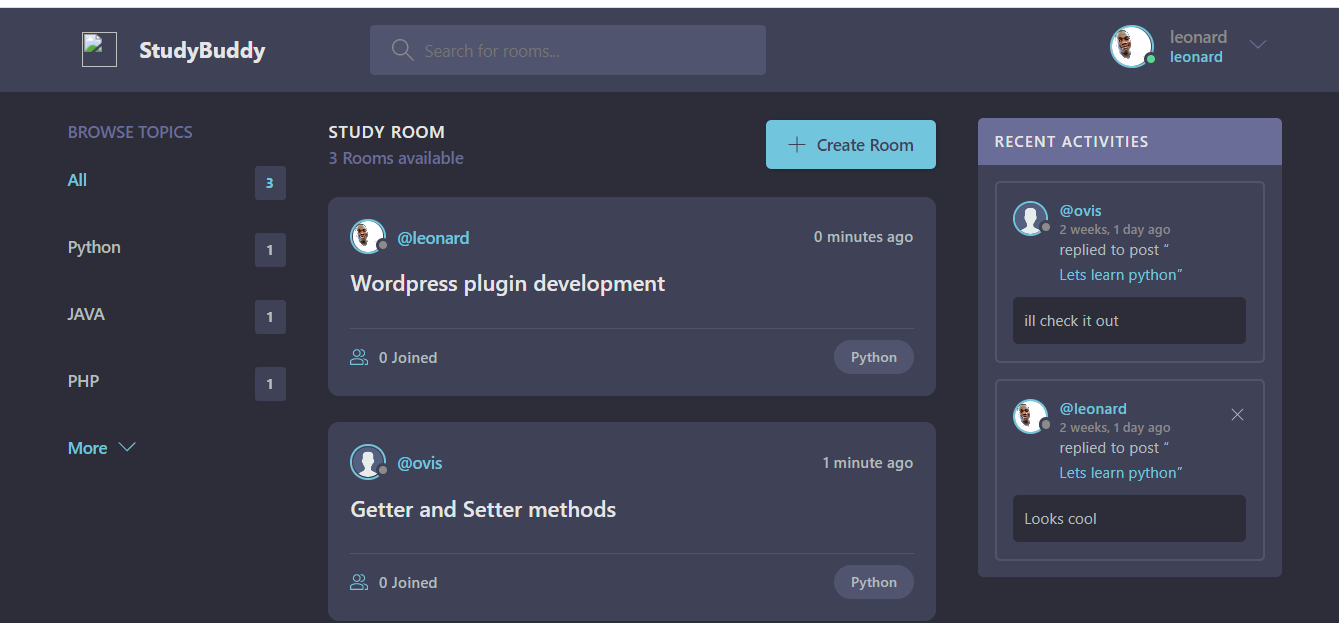 StudyBuddy
Search for rooms...
leonard
leonard
BROWSE TOPICS
All
3
Python
1
JAVA
1
PHP
1
More
STUDY ROOM
3 Rooms available
Create Room
@leonard
0 minutes ago
Wordpress plugin development
0 Joined
Python
@ovis
1 minute ago
Getter and Setter methods
0 Joined
Python
RECENT ACTIVITIES
@ovis
2 weeks, 1 day ago
replied to post “
Lets learn python”
ill check it out
@leonard
2 weeks, 1 day ago
replied to post “
Lets learn python”
Looks cool